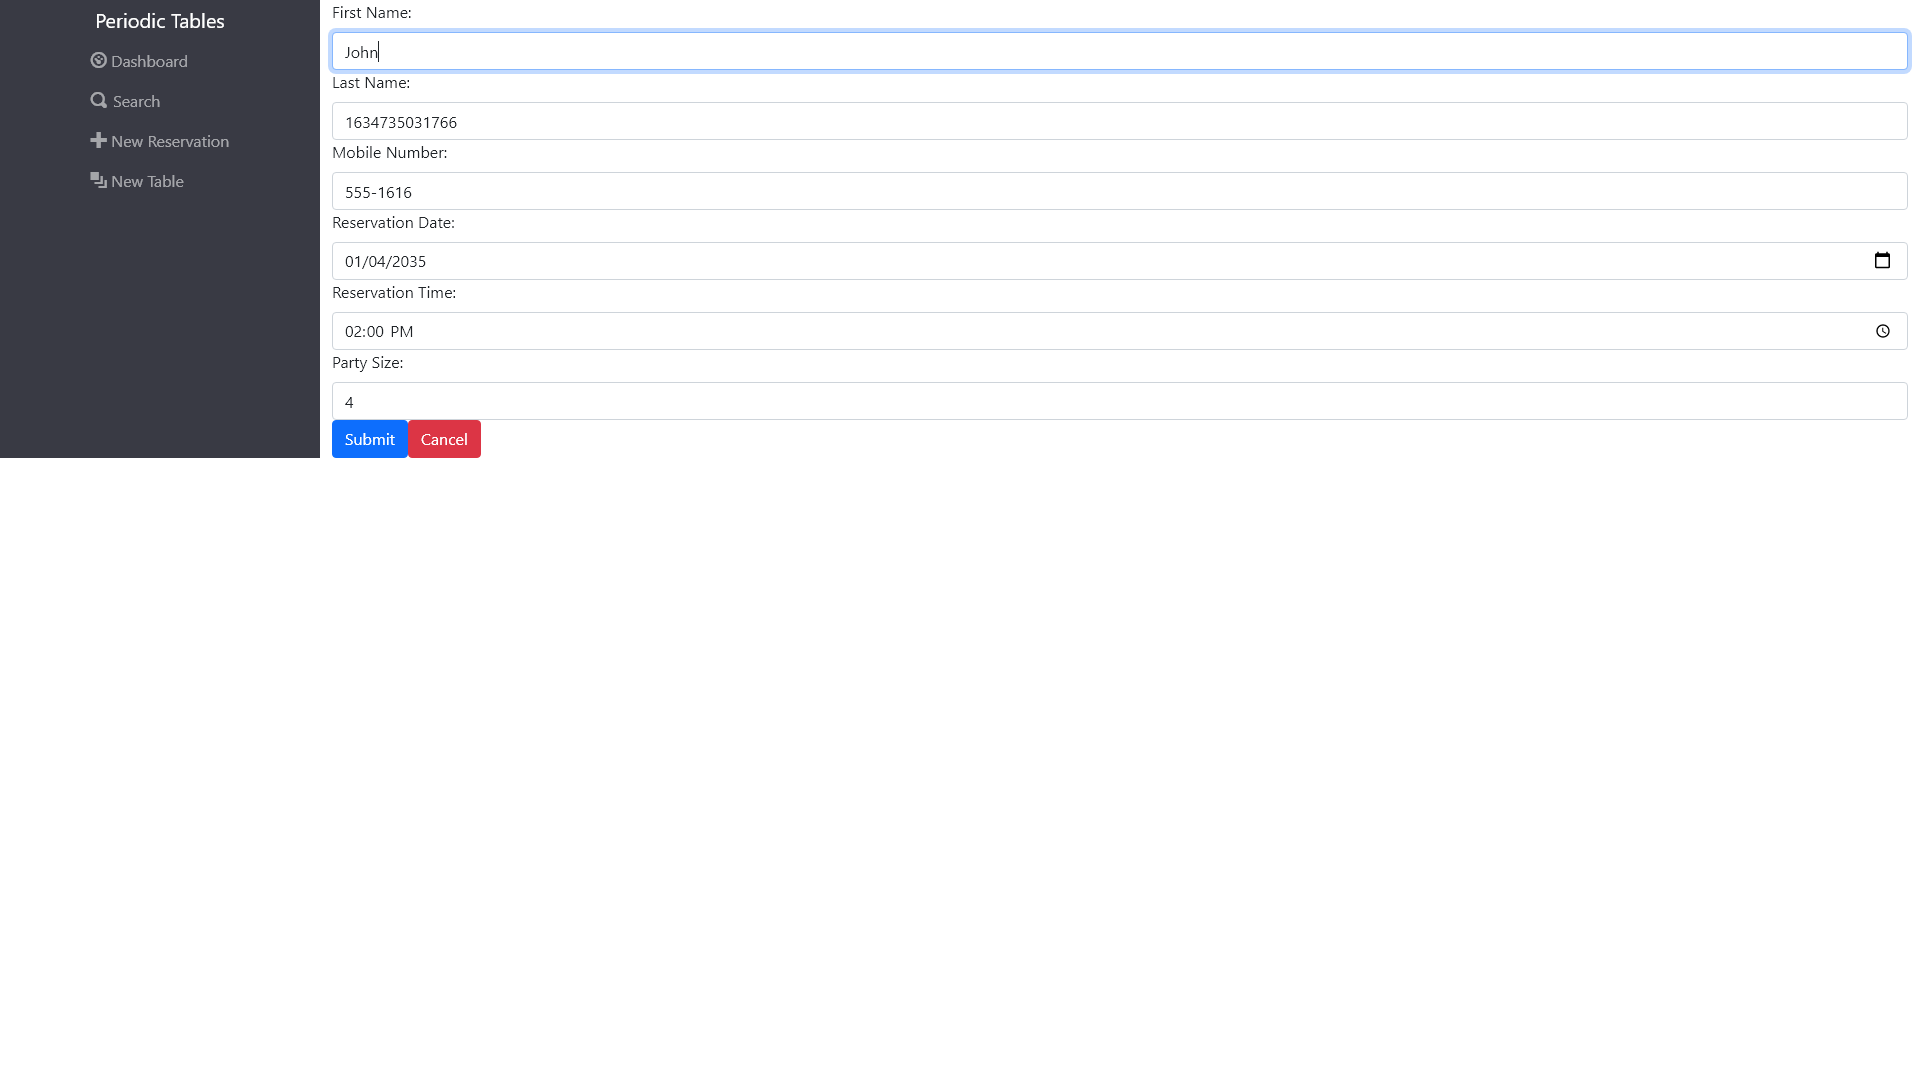 Periodic Tables
Dashboard
Search
New Reservation
New Table
First Name:
John
Last Name:
1634735031766
Mobile Number:
555-1616
Reservation Date:
01/04/2035
Reservation Time:
02:00 PM
Party Size:
4
Submit Cancel